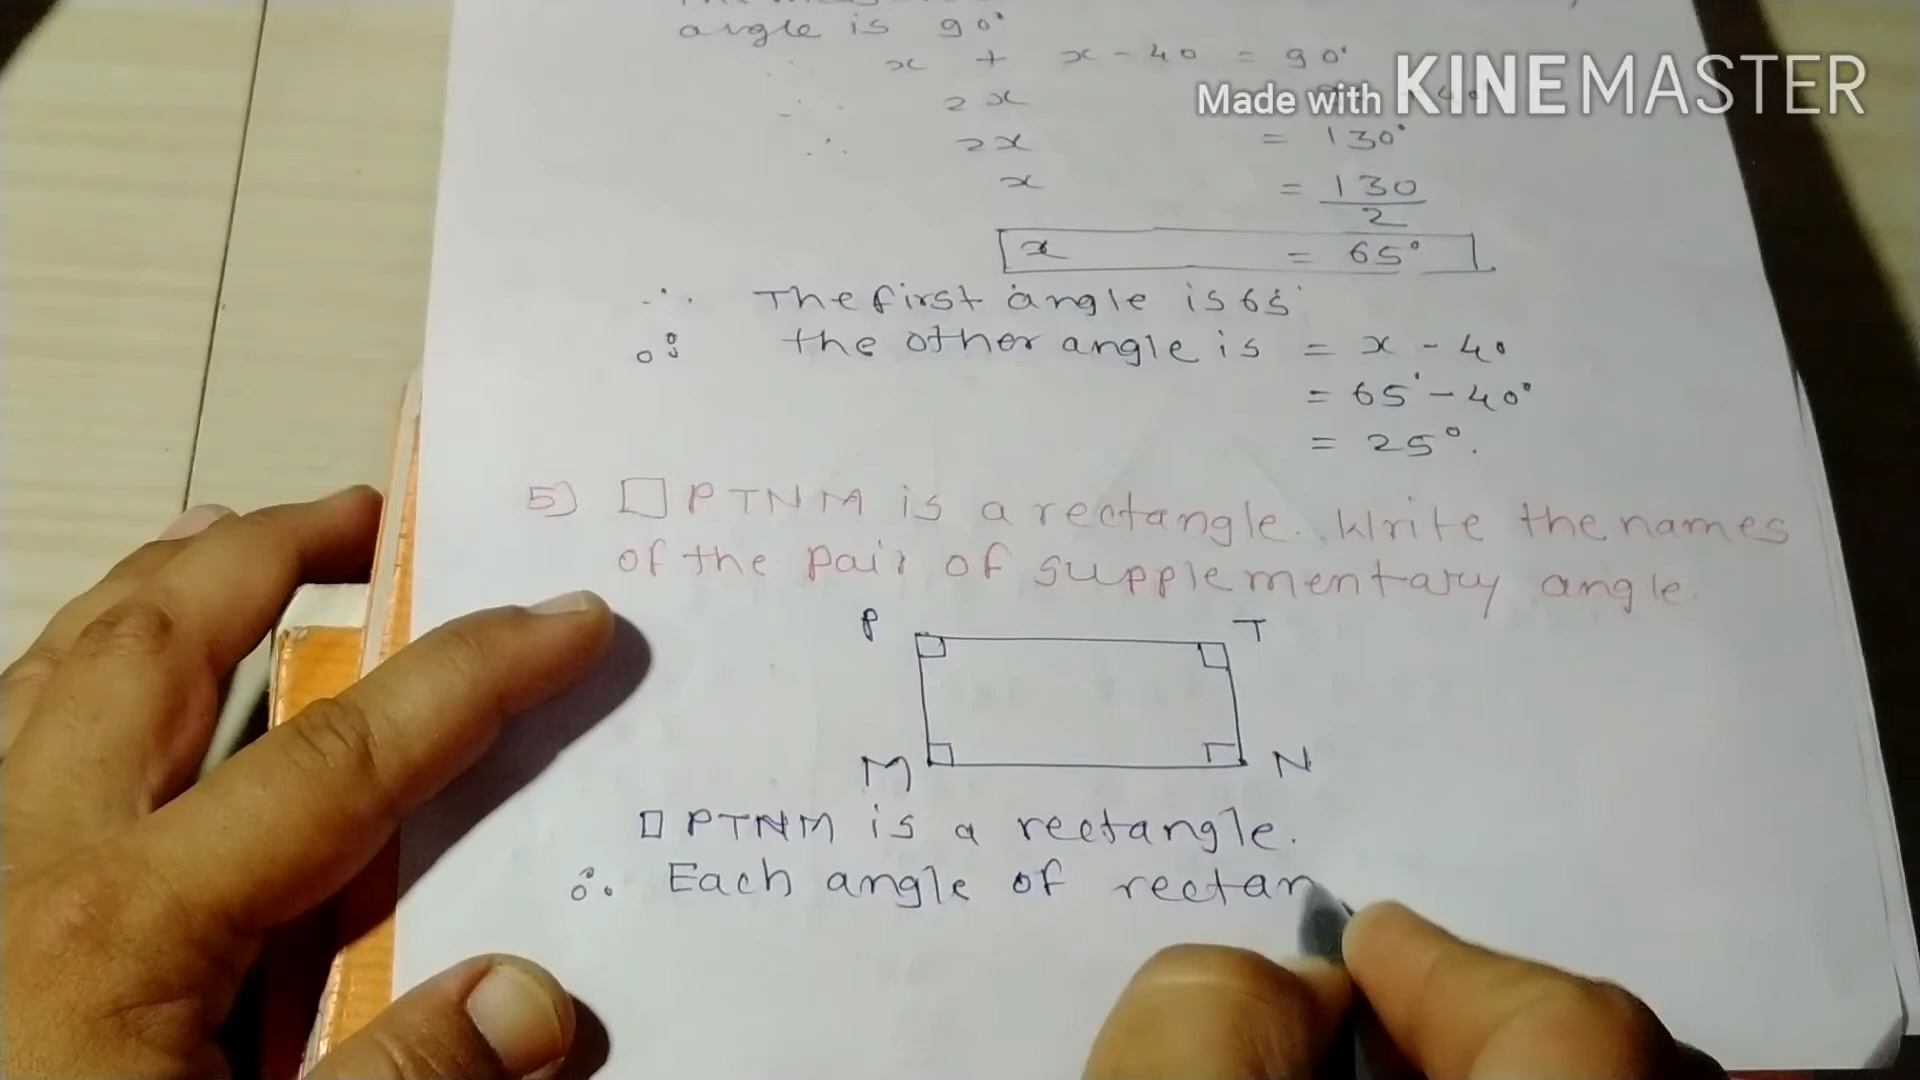 angle is 90°
x + x - 40 = 90°
Made with KINEMASTER
∴ 2x
∴ 2x = 130°
x = 130/2
x = 65°
∴ The first angle is 65°
∴ the other angle is = x - 40
= 65° - 40°
= 25°.
5) □ PTNM is a rectangle. Write the names
of the pair of supplementary angle.
P T
M N
□ PTNM is a rectangle.
∴ Each angle of rectan